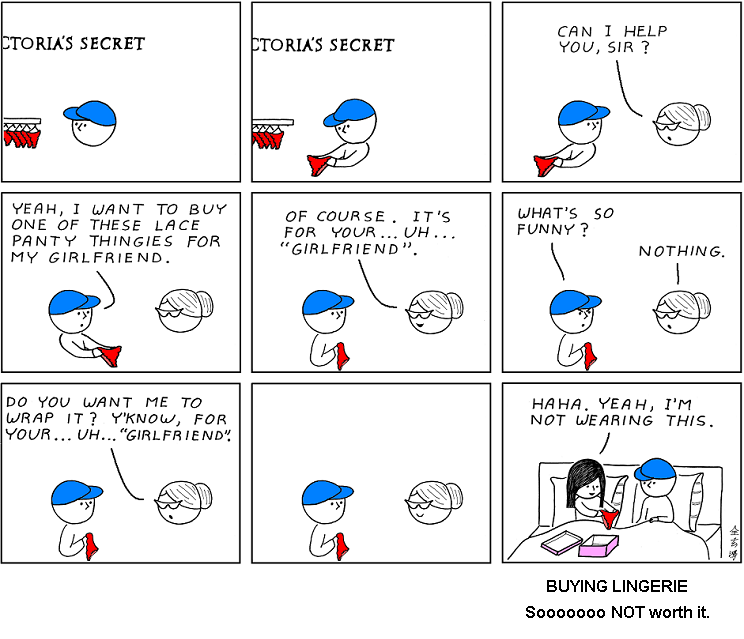 CTORIA'S SECRET
CTORIA'S SECRET
CAN I HELP
YOU, SIR?
YEAH, I WANT TO BUY
ONE OF THESE LACE
PANTY THINGIES FOR
MY GIRLFRIEND.
OF COURSE. IT'S
FOR YOUR...UH...
"GIRLFRIEND".
WHAT'S SO
FUNNY?
NOTHING.
DO YOU WANT ME TO
WRAP IT? Y'KNOW, FOR
YOUR...UH..."GIRLFRIEND".
HAHA. YEAH, I'M
NOT WEARING THIS.
BUYING LINGERIE
Sooooooo NOT worth it.